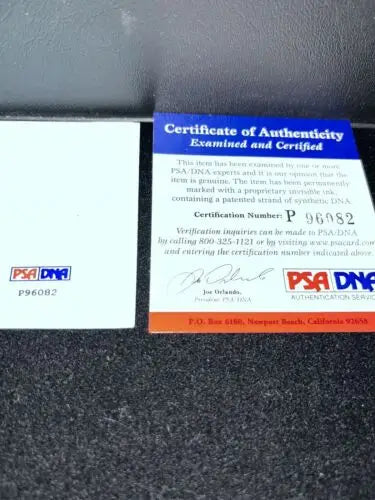 PSA DNA
P96082
Certificate of Authenticity
Examined and Certified
This item has been examined by one or more
PSA/DNA experts and it is our opinion that
the item is genuine. The item has been permanently
marked with a proprietary invisible ink
containing a patented strand of synthetic DNA.
Certification Number: P 96082
Verification inquiries can be made to PSA/DNA
by calling 800-325-1121 or by visiting www.psacard.com
and entering the certification number indicated above.
Joe Orlando
Joe Orlando,
President PSA/DNA
PSA DNA
AUTHENTICATION SERVICES
P.O. Box 6180, Newport Beach, California 92658